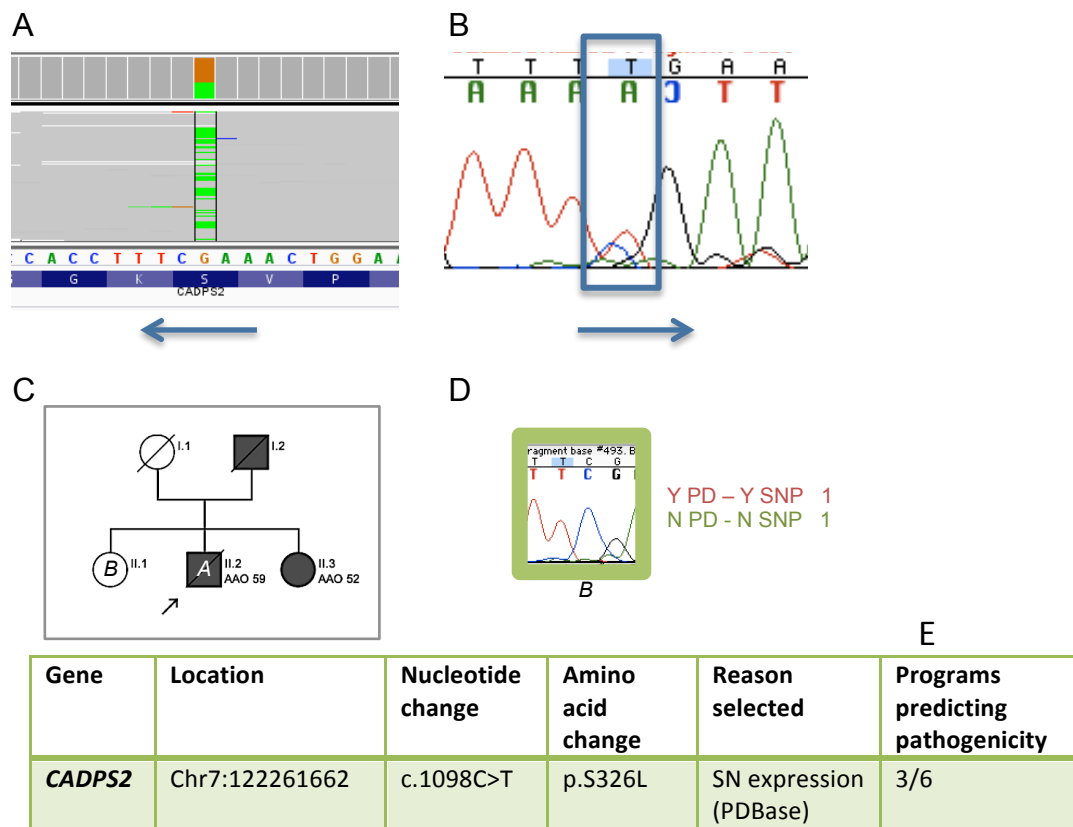 A
C A C C T T T C G A A A C T G G A
G K S V P
CADPS2
B
T T T T G A A
A A A A C T T
C
I.1
I.2
B
II.1
A
II.2
AAO 59
II.3
AAO 52
D
ragment base #493. B
T T C G
T T C G
B
Y PD – Y SNP 1
N PD - N SNP 1
E
Gene Location Nucleotide change Amino acid change Reason selected Programs predicting pathogenicity
CADPS2 Chr7:122261662 c.1098C>T p.S326L SN expression (PDBase) 3/6